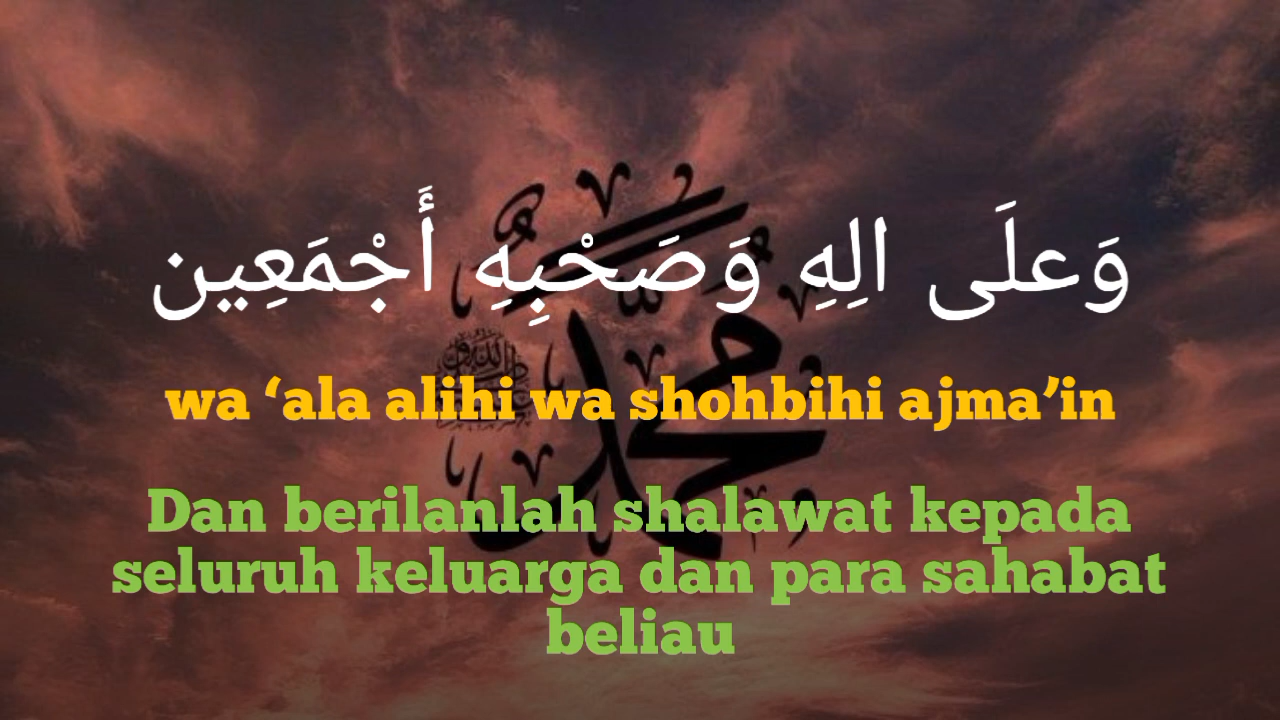 وَعلَى الِهِ وَصَحْبِهِ أَجْمَعِين
محمد
wa ‘ala alihi wa shohbihi ajma’in
Dan berilanlah shalawat kepada
seluruh keluarga dan para sahabat
beliau